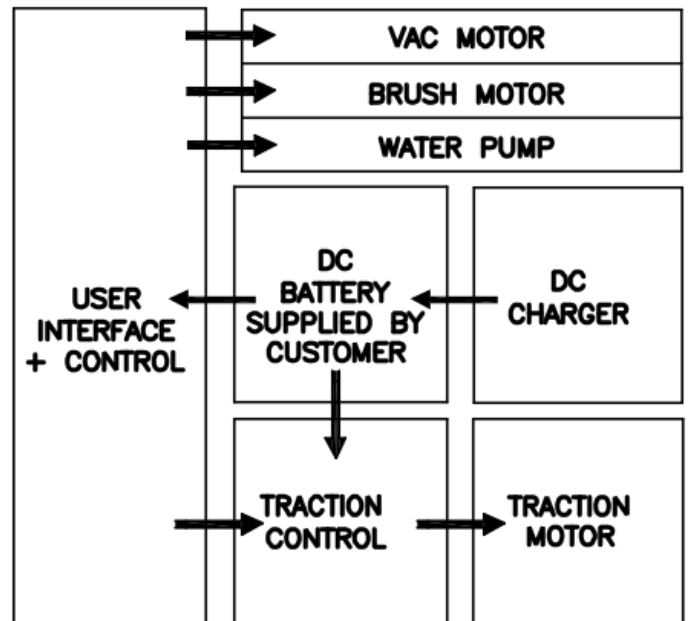 VAC MOTOR
BRUSH MOTOR
WATER PUMP
USER
INTERFACE
+ CONTROL
DC
BATTERY
SUPPLIED BY
CUSTOMER
DC
CHARGER
TRACTION
CONTROL
TRACTION
MOTOR